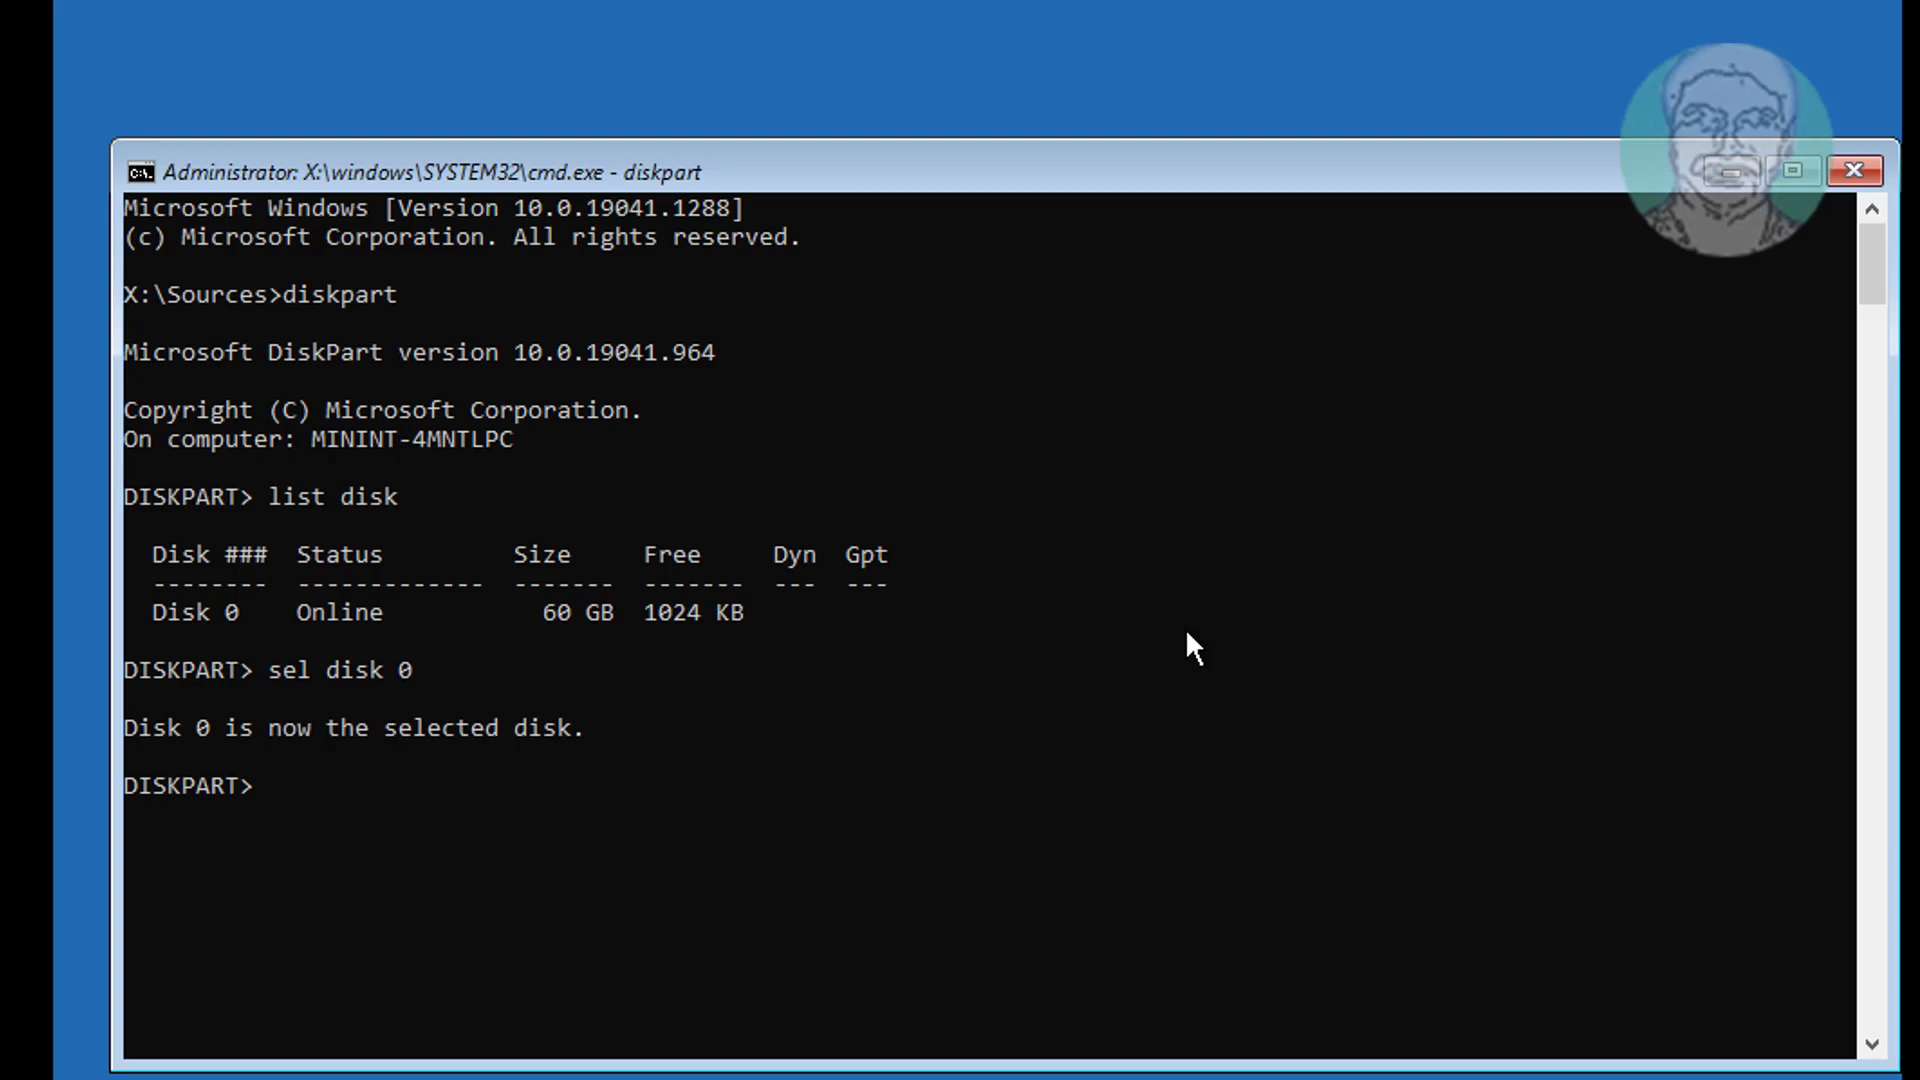 Administrator: X:\windows\SYSTEM32\cmd.exe - diskpart
Microsoft Windows [Version 10.0.19041.1288]
(c) Microsoft Corporation. All rights reserved.
X:\Sources>diskpart
Microsoft DiskPart version 10.0.19041.964
Copyright (C) Microsoft Corporation.
On computer: MININT-4MNTLPC
DISKPART> list disk
Disk ###  Status         Size     Free     Dyn  Gpt
--------  -------------  -------  -------  ---  ---
Disk 0    Online           60 GB  1024 KB
DISKPART> sel disk 0
Disk 0 is now the selected disk.
DISKPART>